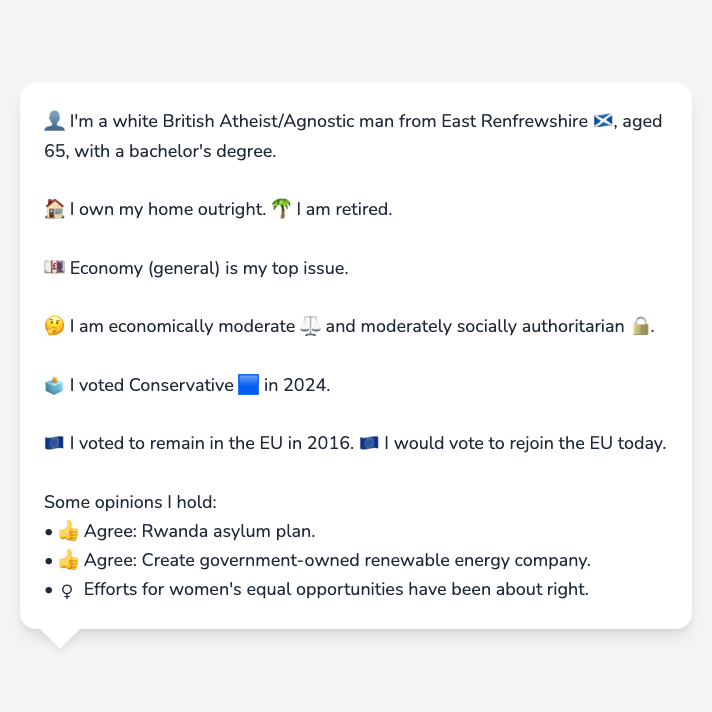 👤 I'm a white British Atheist/Agnostic man from East Renfrewshire 🏴󠁧󠁢󠁳󠁣󠁴󠁿, aged
65, with a bachelor's degree.
🏠 I own my home outright. 🌴 I am retired.
💷 Economy (general) is my top issue.
🤔 I am economically moderate ⚖️ and moderately socially authoritarian 🔒.
🗳️ I voted Conservative 🟦 in 2024.
🇪🇺 I voted to remain in the EU in 2016. 🇪🇺 I would vote to rejoin the EU today.
Some opinions I hold:
• 👍 Agree: Rwanda asylum plan.
• 👍 Agree: Create government-owned renewable energy company.
• ♀ Efforts for women's equal opportunities have been about right.